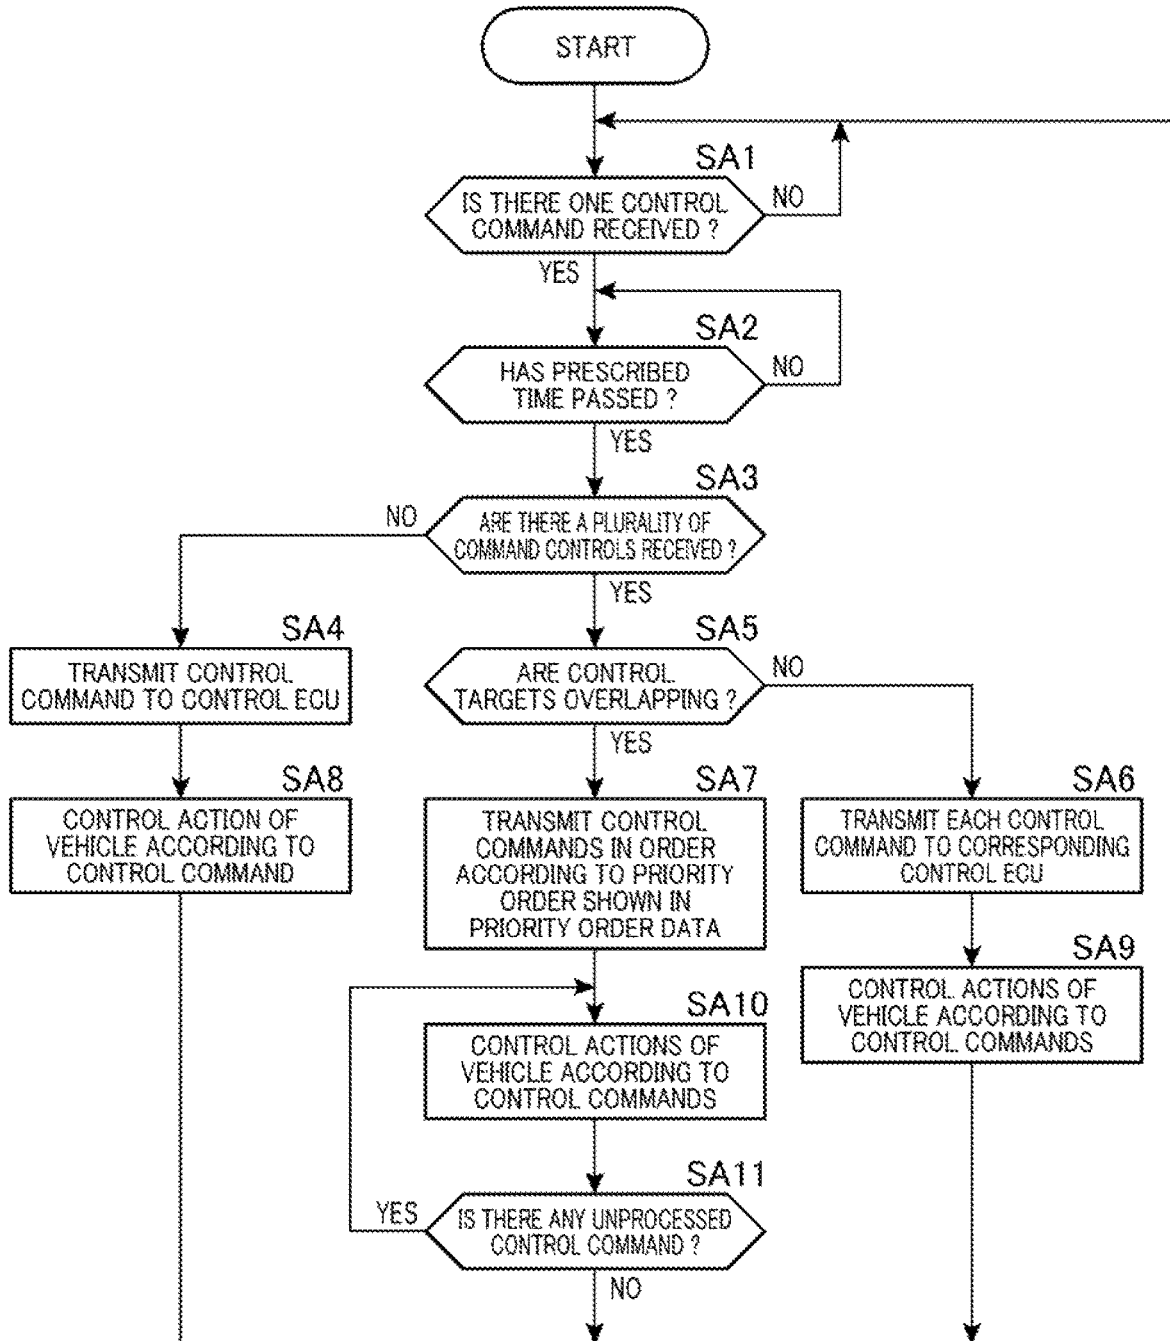 START
SA1
IS THERE ONE CONTROL
COMMAND RECEIVED ?
NO
YES
SA2
HAS PRESCRIBED
TIME PASSED ?
NO
YES
SA3
ARE THERE A PLURALITY OF
COMMAND CONTROLS RECEIVED ?
NO
YES
SA4
TRANSMIT CONTROL
COMMAND TO CONTROL ECU
SA5
ARE CONTROL
TARGETS OVERLAPPING ?
NO
YES
SA8
CONTROL ACTION OF
VEHICLE ACCORDING TO
CONTROL COMMAND
SA7
TRANSMIT CONTROL
COMMANDS IN ORDER
ACCORDING TO PRIORITY
ORDER SHOWN IN
PRIORITY ORDER DATA
SA6
TRANSMIT EACH CONTROL
COMMAND TO CORRESPONDING
CONTROL ECU
SA9
CONTROL ACTIONS OF
VEHICLE ACCORDING TO
CONTROL COMMANDS
SA10
CONTROL ACTIONS OF
VEHICLE ACCORDING TO
CONTROL COMMANDS
SA11
IS THERE ANY UNPROCESSED
CONTROL COMMAND ?
YES
NO